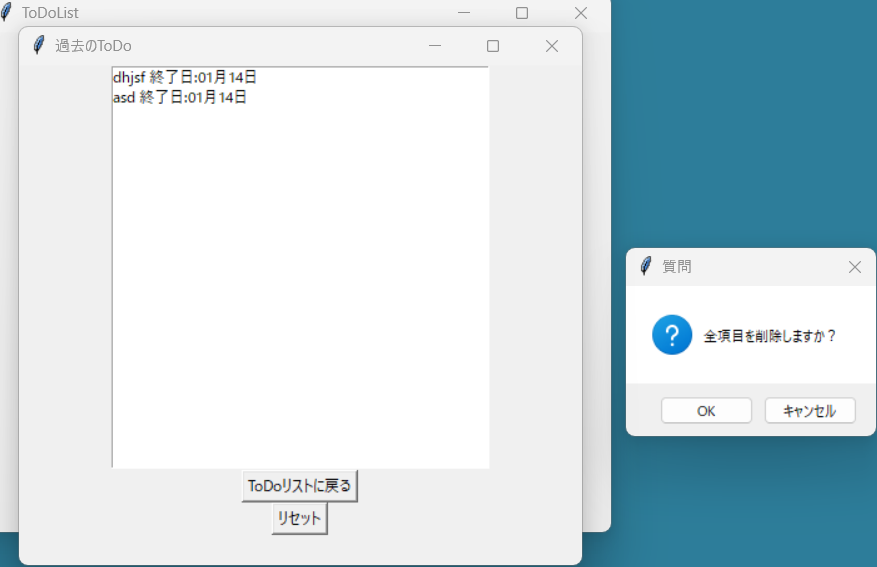 ToDoList
過去のToDo
dhjsf 終了日:01月14日
asd 終了日:01月14日
ToDoリストに戻る
リセット
質問
全項目を削除しますか？
OK
キャンセル